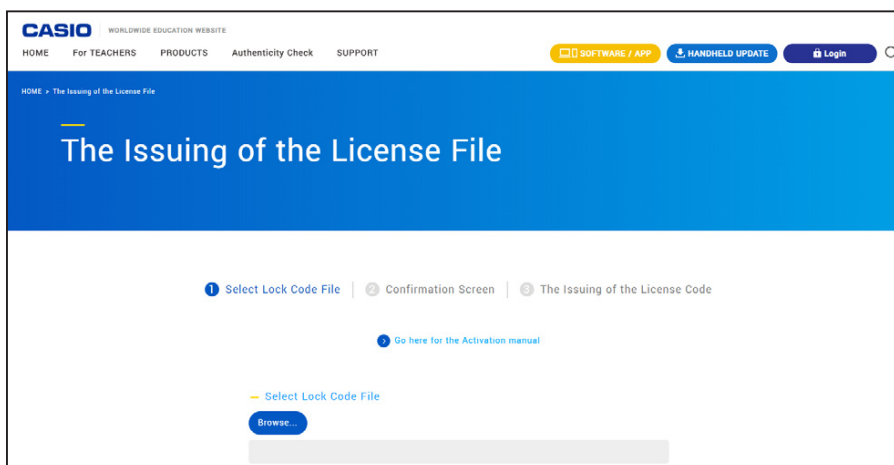 CASIO WORLDWIDE EDUCATION WEBSITE
HOME For TEACHERS PRODUCTS Authenticity Check SUPPORT SOFTWARE / APP HANDHELD UPDATE Login
HOME > The Issuing of the License File
The Issuing of the License File
1 Select Lock Code File 2 Confirmation Screen 3 The Issuing of the License Code
Go here for the Activation manual
Select Lock Code File
Browse...